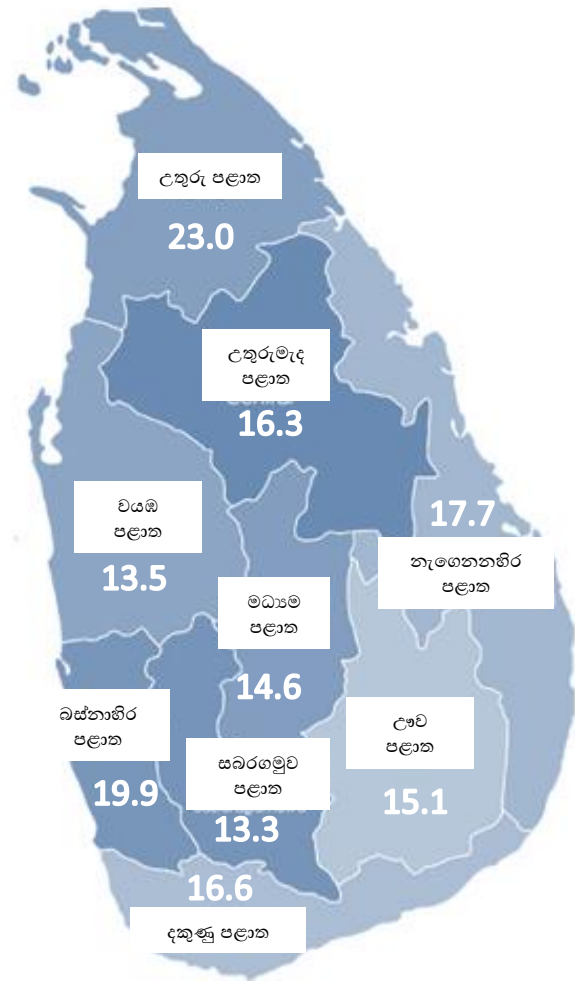 උතුරු පළාත
23.0
උතුරුමැද
පළාත
16.3
වයඹ
පළාත
13.5
17.7
නැගෙනනහිර
පළාත
මධ්‍යම
පළාත
14.6
බස්නාහිර
පළාත
19.9
සබරගමුව
පළාත
13.3
ඌව
පළාත
15.1
16.6
දකුණු පළාත